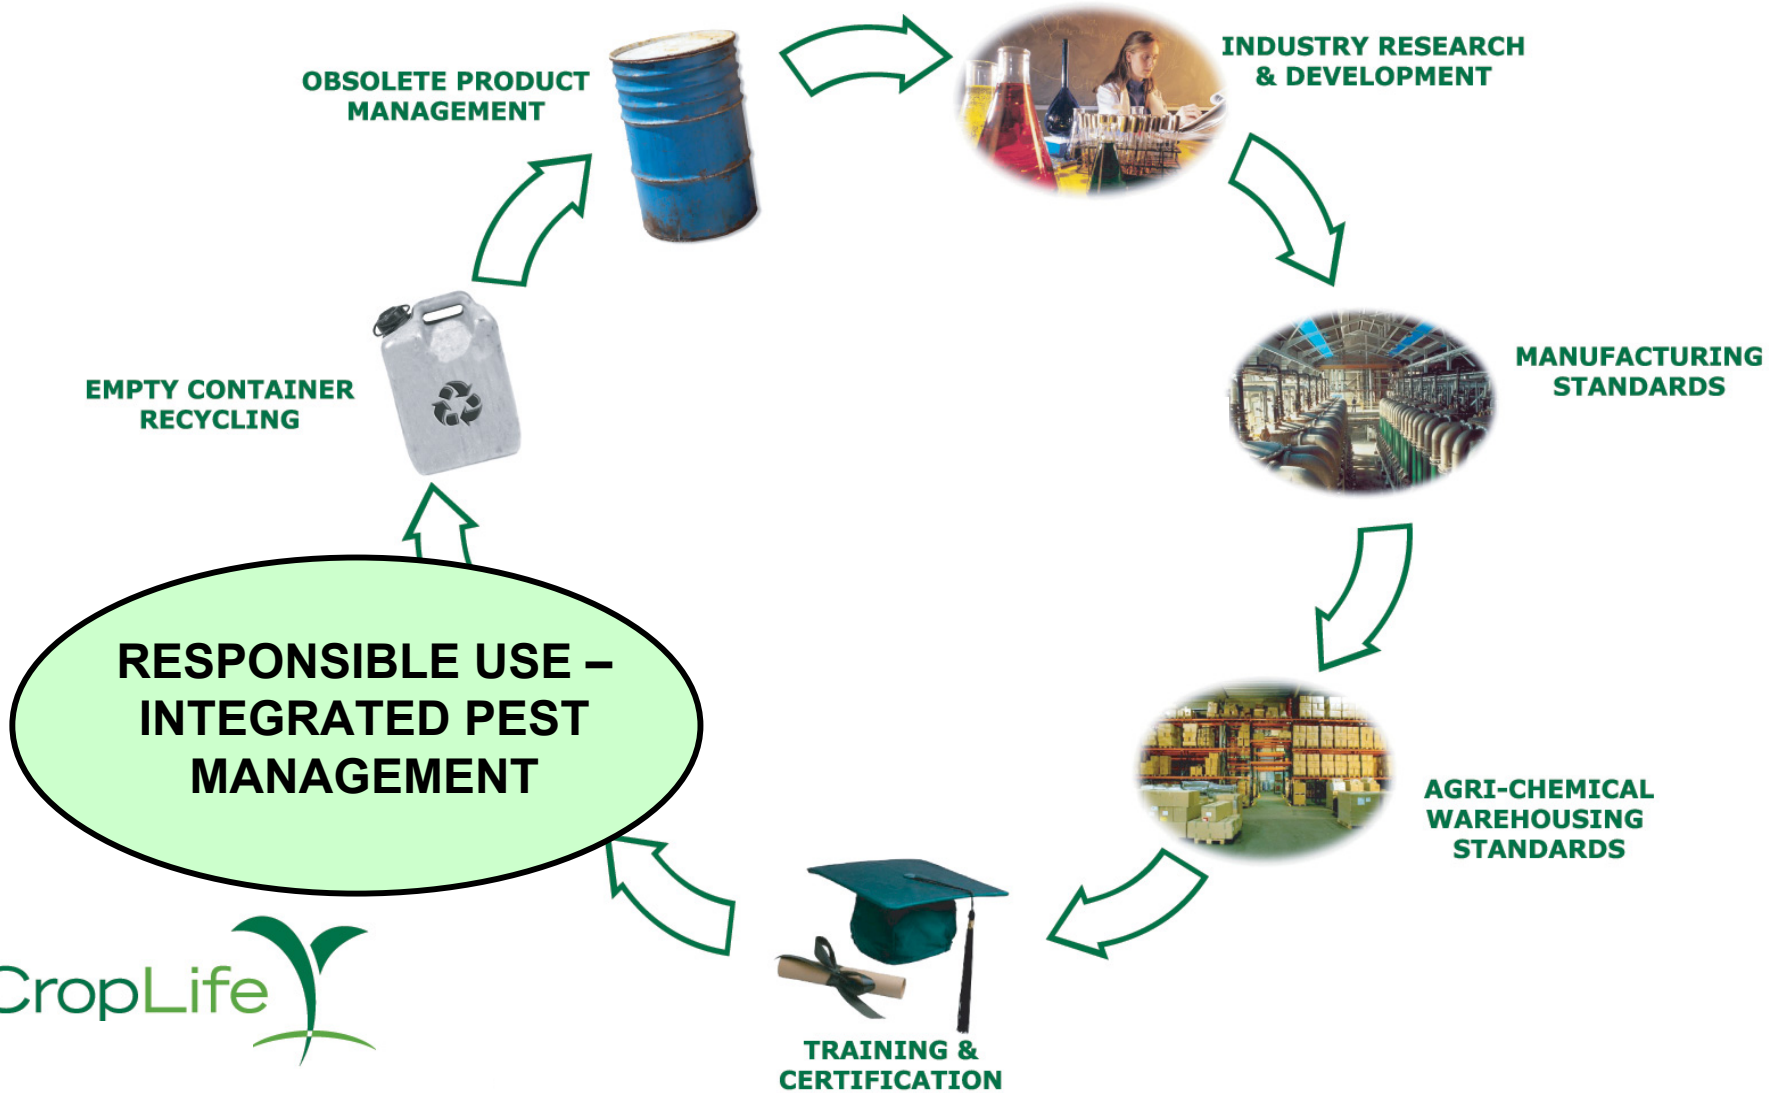 OBSOLETE PRODUCT
MANAGEMENT
INDUSTRY RESEARCH
& DEVELOPMENT
MANUFACTURING
STANDARDS
EMPTY CONTAINER
RECYCLING
RESPONSIBLE USE –
INTEGRATED PEST
MANAGEMENT
AGRI-CHEMICAL
WAREHOUSING
STANDARDS
CropLife
TRAINING &
CERTIFICATION